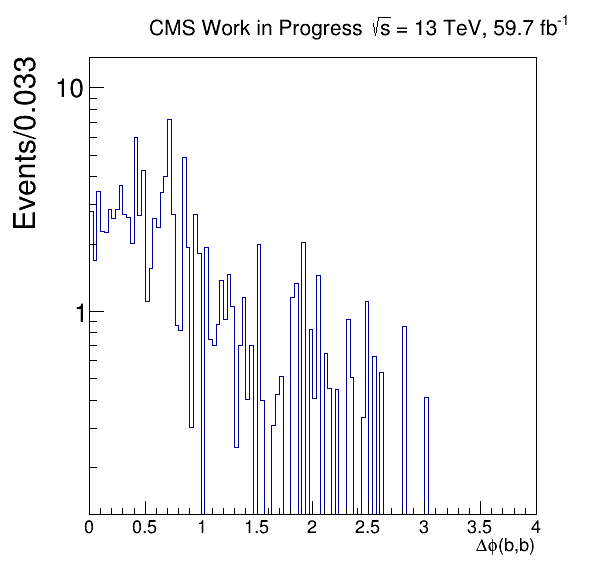 CMS Work in Progress √s = 13 TeV, 59.7 fb⁻¹
Events/0.033
10
1
0 0.5 1 1.5 2 2.5 3 3.5 4
Δϕ(b,b)